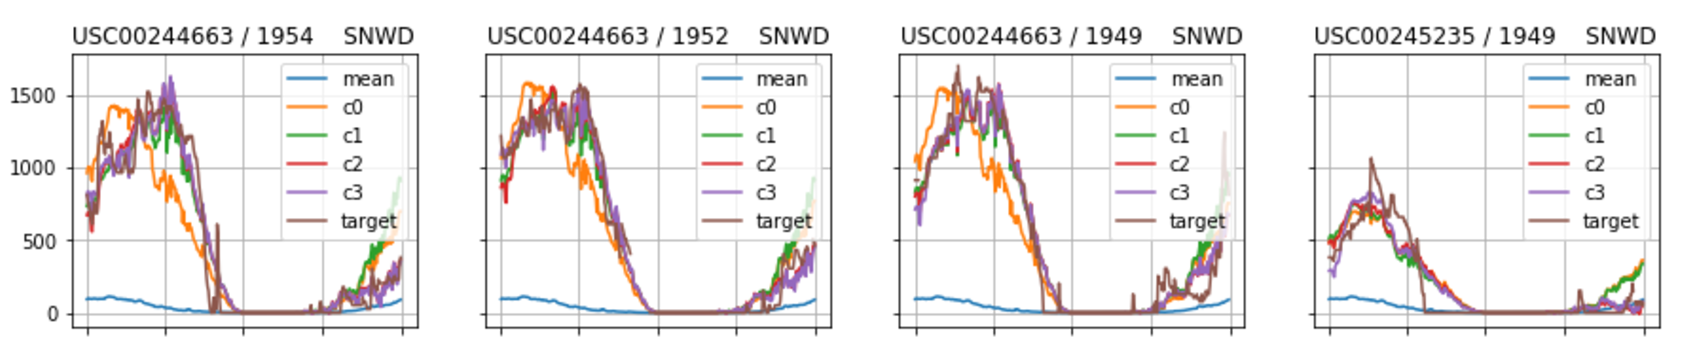 USC00244663 / 1954 SNWD
1500
1000
500
0
mean
c0
c1
c2
c3
target
USC00244663 / 1952 SNWD
mean
c0
c1
c2
c3
target
USC00244663 / 1949 SNWD
mean
c0
c1
c2
c3
target
USC00245235 / 1949 SNWD
mean
c0
c1
c2
c3
target